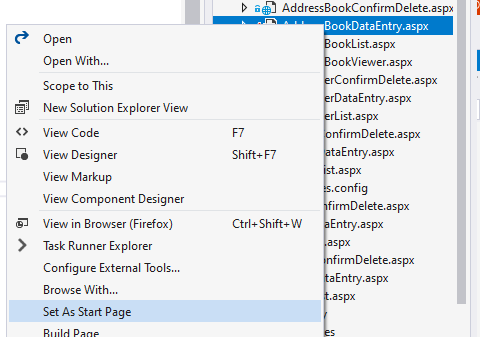 AddressBookConfirmDelete.aspx
AddressBookDataEntry.aspx
BookList.aspx
BookViewer.aspx
erConfirmDelete.aspx
erDataEntry.aspx
erList.aspx
onfirmDelete.aspx
ataEntry.aspx
ist.aspx
es.config
nfirmDelete.aspx
taEntry.aspx
.aspx
onfirmDelete.aspx
ataEntry.aspx
st.aspx
es
Open
Open With...
Scope to This
New Solution Explorer View
View Code F7
View Designer Shift+F7
View Markup
View Component Designer
View in Browser (Firefox) Ctrl+Shift+W
Task Runner Explorer
Configure External Tools...
Browse With...
Set As Start Page
Build Page